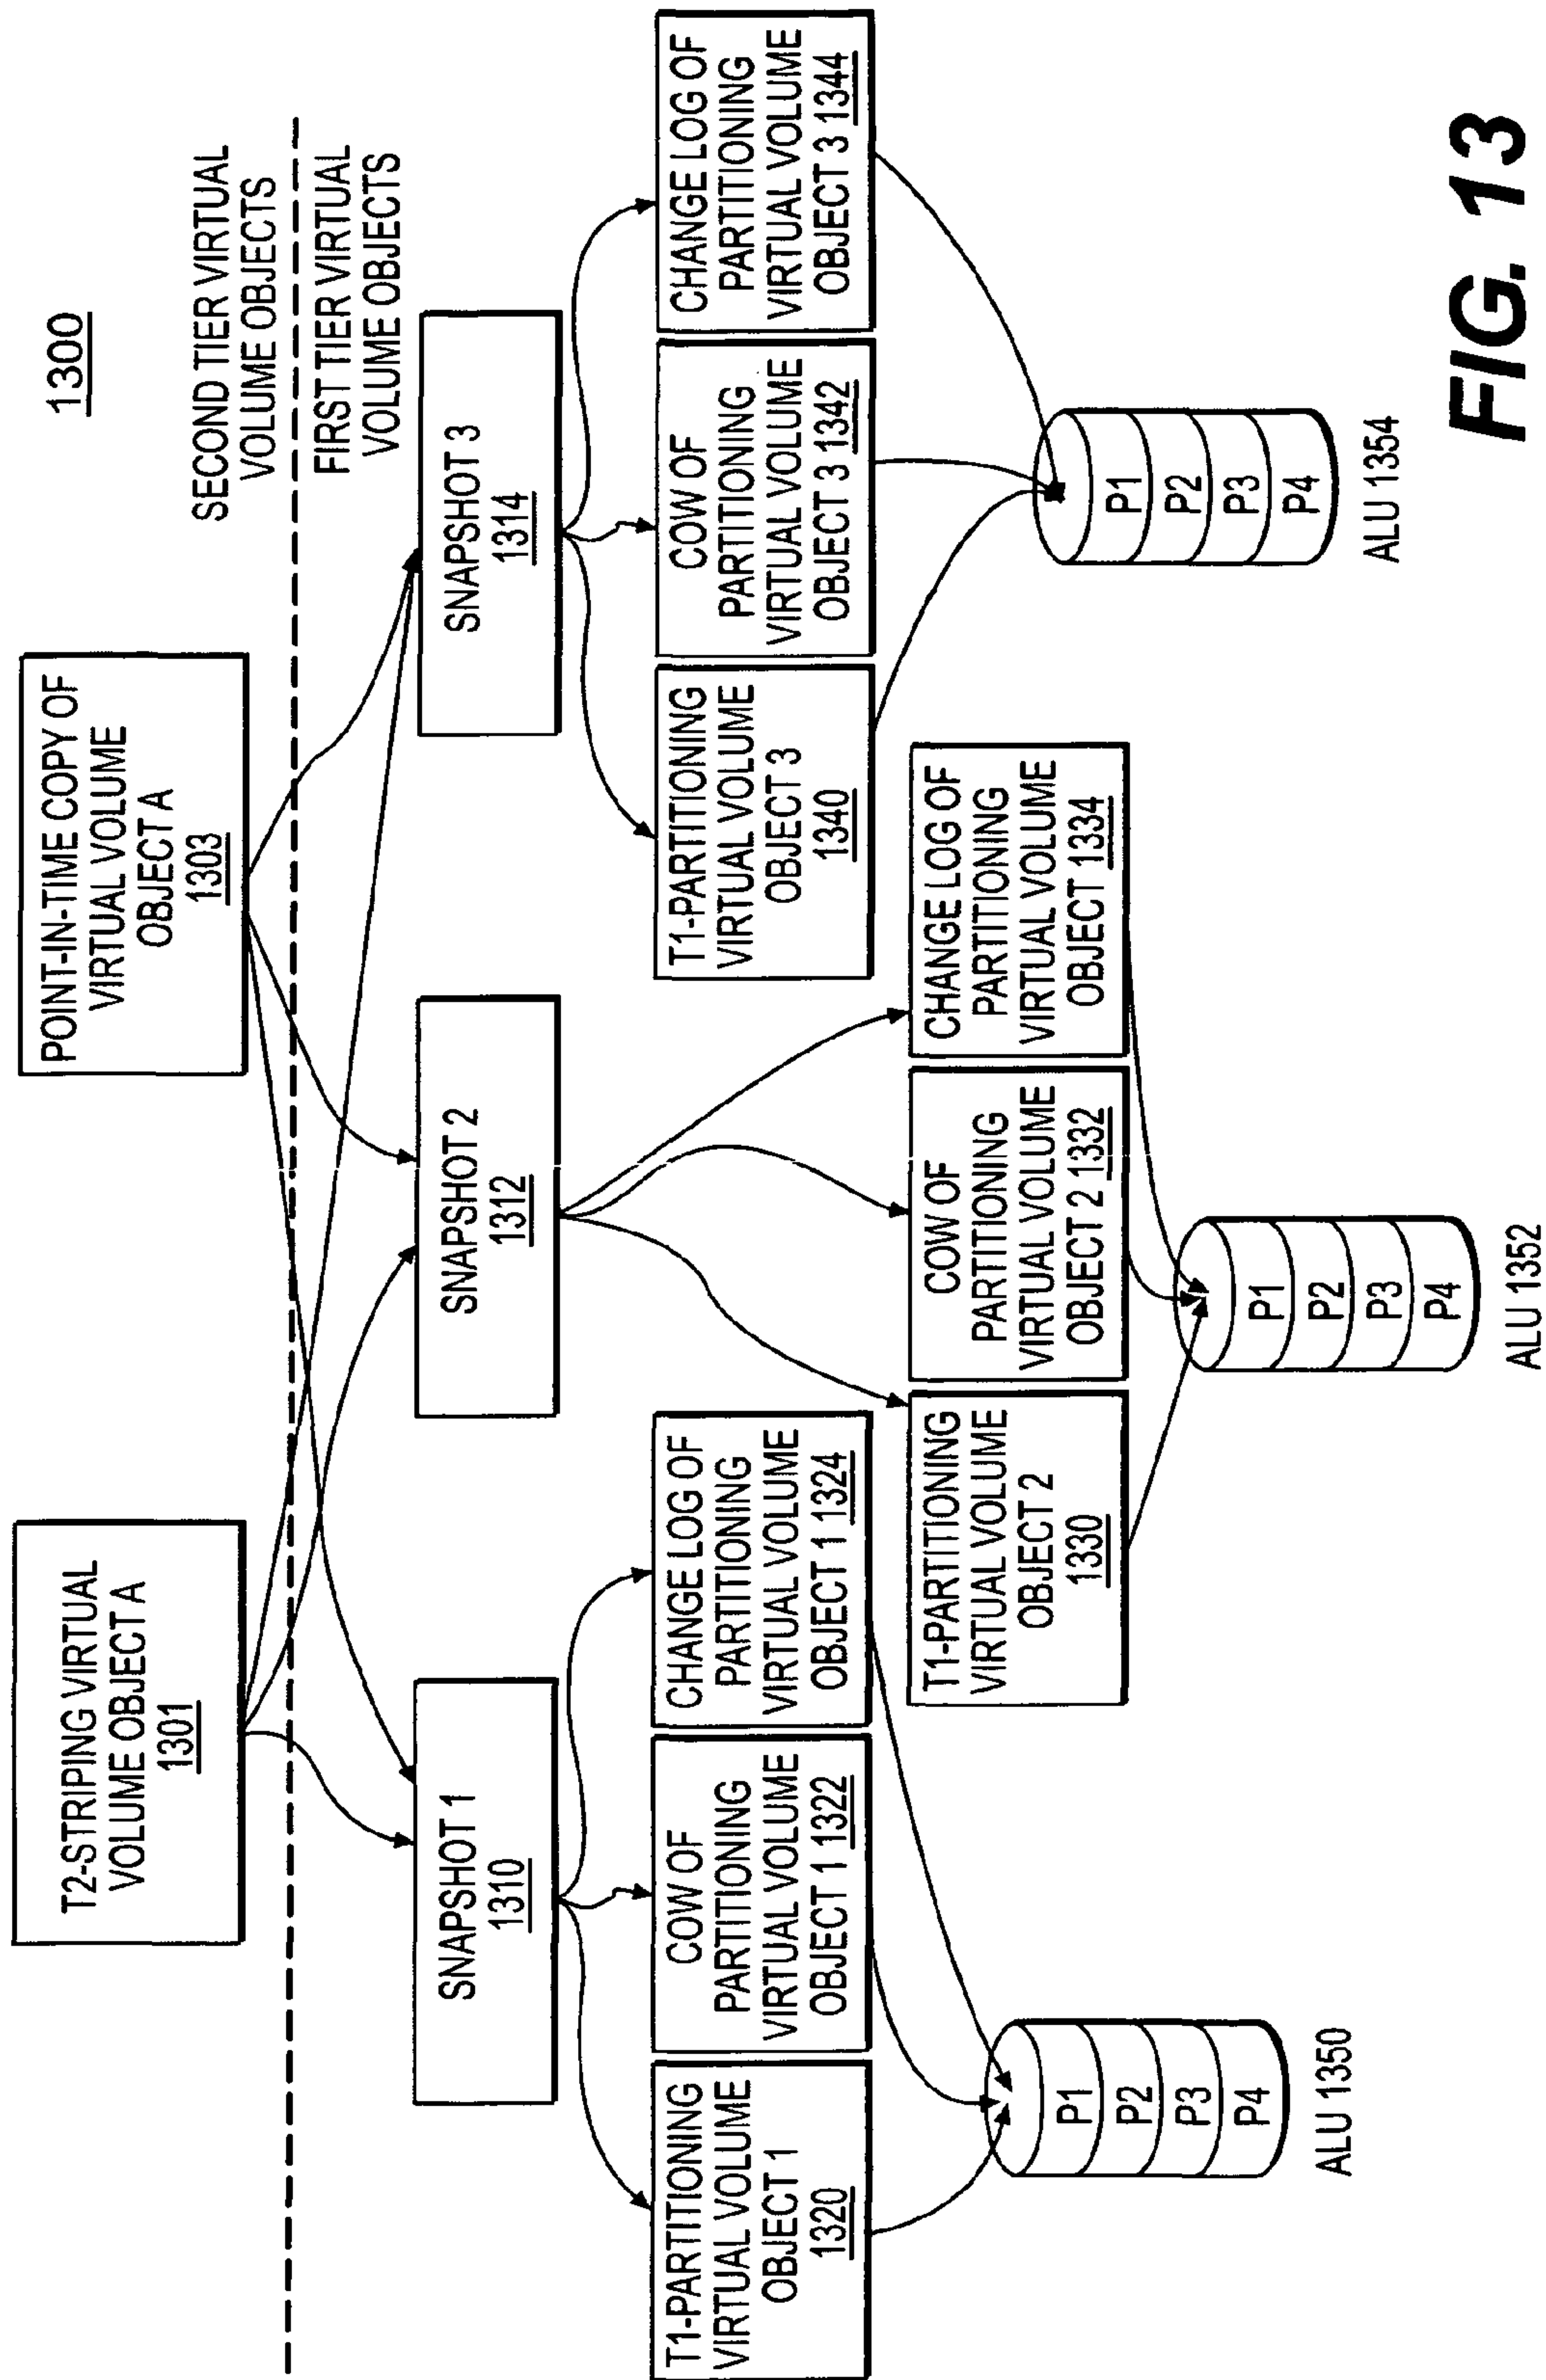 1300
T2-STRIPING VIRTUAL
VOLUME OBJECT A
1301
POINT-IN-TIME COPY OF
VIRTUAL VOLUME
OBJECT A
1303
SECOND TIER VIRTUAL
VOLUME OBJECTS
FIRST TIER VIRTUAL
VOLUME OBJECTS
SNAPSHOT 1
1310
SNAPSHOT 2
1312
SNAPSHOT 3
1314
T1-PARTITIONING
VIRTUAL VOLUME
OBJECT 1
1320
COW OF
PARTITIONING
VIRTUAL VOLUME
OBJECT 1 1322
CHANGE LOG OF
PARTITIONING
VIRTUAL VOLUME
OBJECT 1 1324
T1-PARTITIONING
VIRTUAL VOLUME
OBJECT 2
1330
COW OF
PARTITIONING
VIRTUAL VOLUME
OBJECT 2 1332
CHANGE LOG OF
PARTITIONING
VIRTUAL VOLUME
OBJECT 1334
T1-PARTITIONING
VIRTUAL VOLUME
OBJECT 3
1340
COW OF
PARTITIONING
VIRTUAL VOLUME
OBJECT 3 1342
CHANGE LOG OF
PARTITIONING
VIRTUAL VOLUME
OBJECT 3 1344
P1
P2
P3
P4
ALU 1350
P1
P2
P3
P4
ALU 1352
P1
P2
P3
P4
ALU 1354
FIG. 13